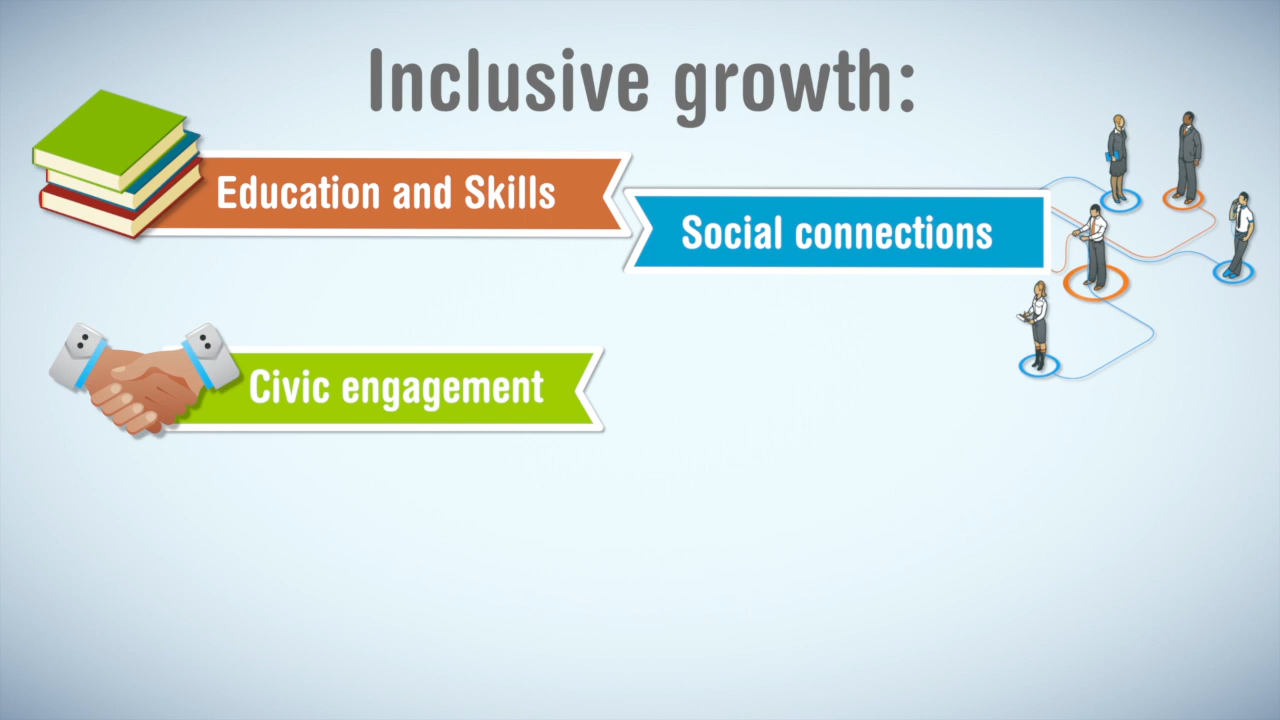 Inclusive growth:
Education and Skills
Social connections
Civic engagement